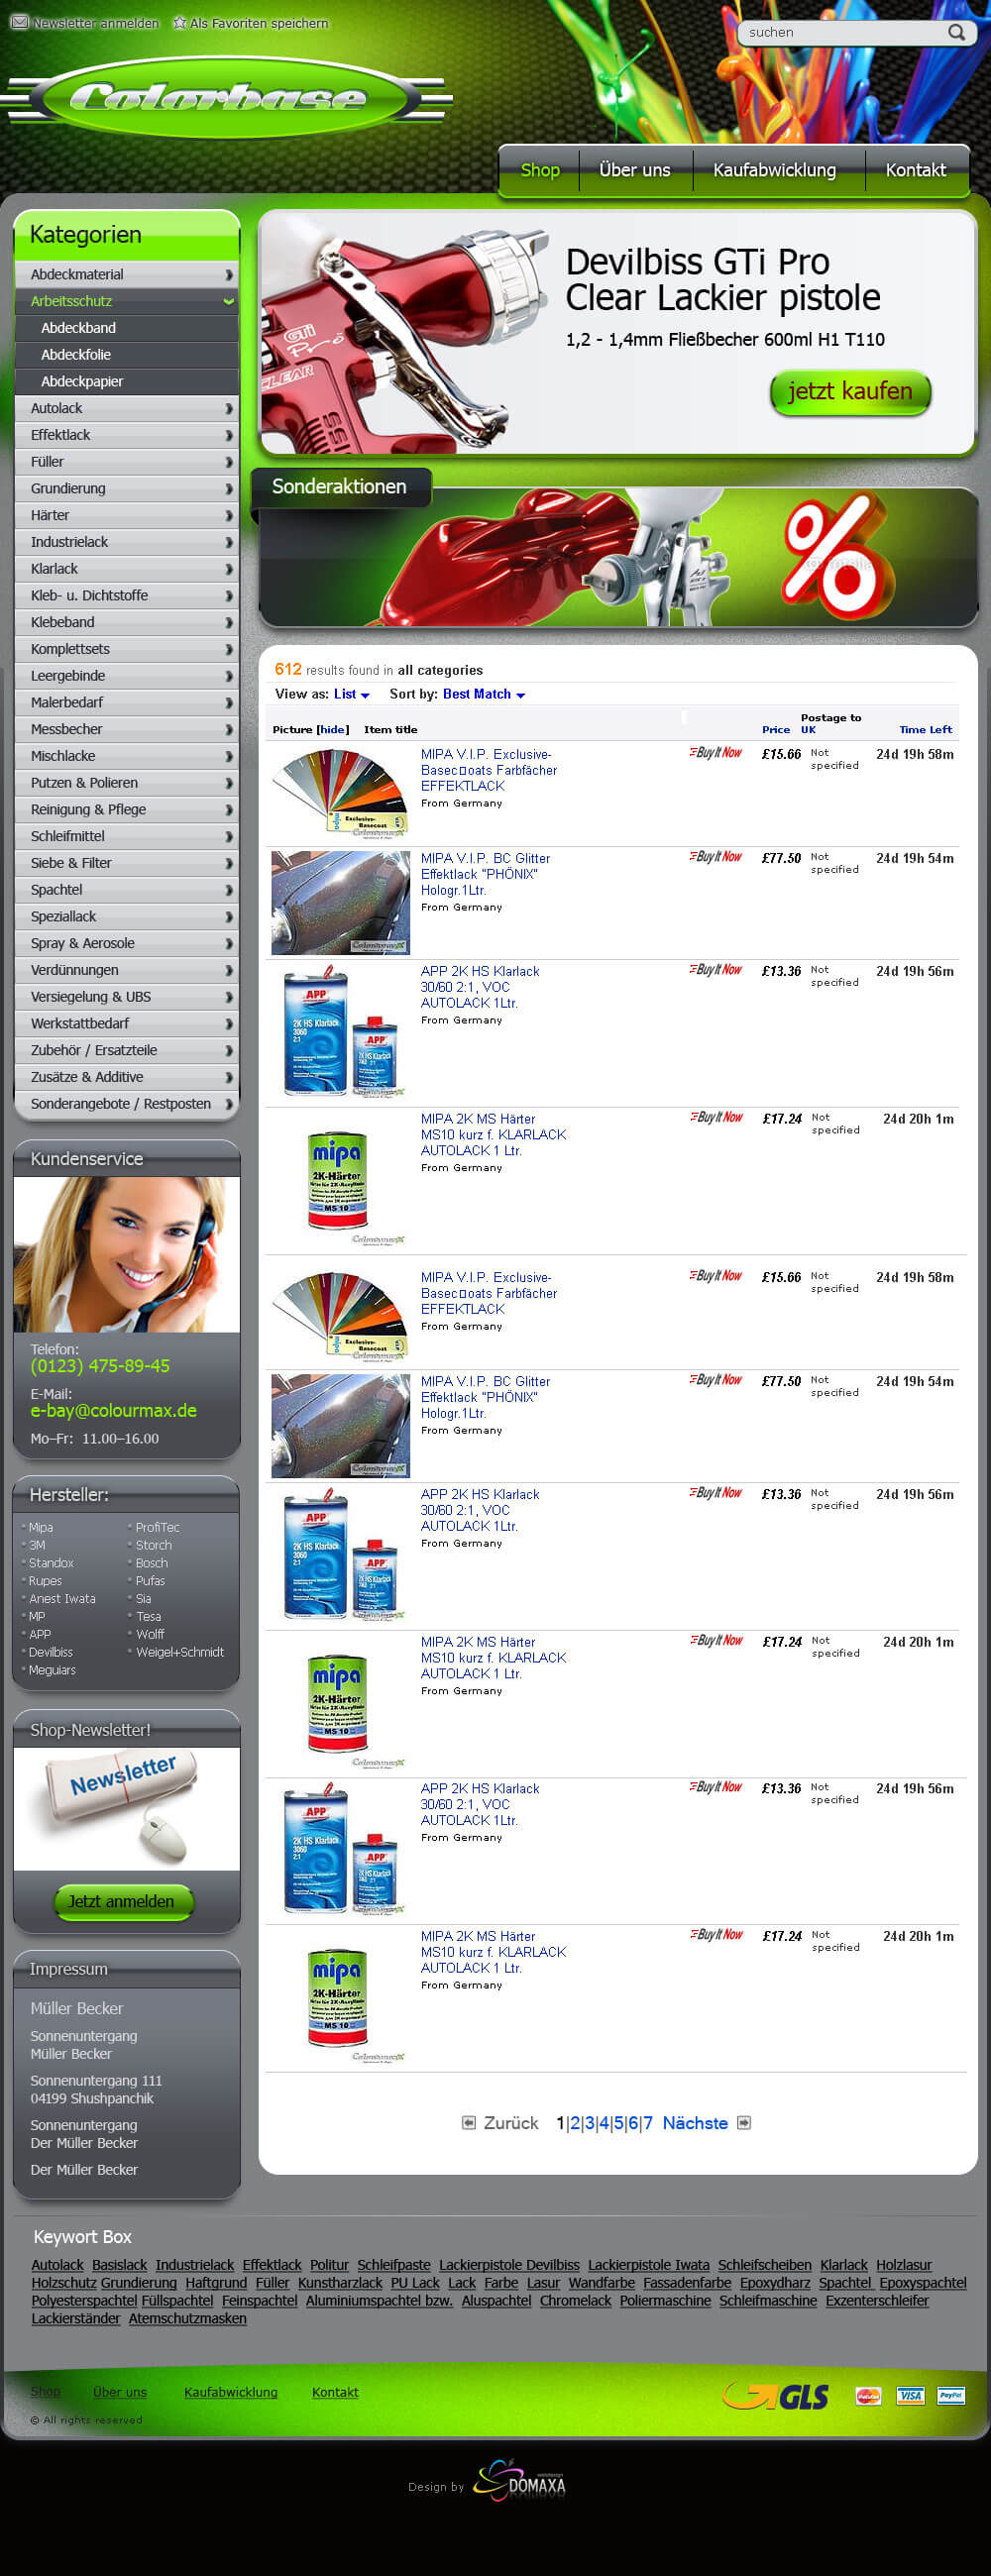 Newsletter anmelden   Als Favoriten speichern
suchen
Colorbase
Shop   Über uns   Kaufabwicklung   Kontakt
Kategorien
Abdeckmaterial
Arbeitsschutz
Abdeckband
Abdeckfolie
Abdeckpapier
Autolack
Effektlack
Füller
Grundierung
Härter
Industrielack
Klarlack
Kleb- u. Dichtstoffe
Klebeband
Komplettsets
Leergebinde
Malerbedarf
Messbecher
Mischlacke
Putzen & Polieren
Reinigung & Pflege
Schleifmittel
Siebe & Filter
Spachtel
Speziallack
Spray & Aerosole
Verdünnungen
Versiegelung & UBS
Werkstattbedarf
Zubehör / Ersatzteile
Zusätze & Additive
Sonderangebote / Restposten
Kundenservice
Telefon:
(0123) 475-89-45
E-Mail:
e-bay@colourmax.de
Mo–Fr: 11.00–16.00
Hersteller:
Mipa   ProfiTec
3M   Storch
Standox   Bosch
Rupes   Pufas
Anest Iwata   Sia
MP   Tesa
APP   Wolff
Devilbiss   Weigel+Schmidt
Meguiars
Shop-Newsletter!
Newsletter
Jetzt anmelden
Impressum
Müller Becker
Sonnenuntergang
Müller Becker
Sonnenuntergang 111
04199 Shushpanchik
Sonnenuntergang
Der Müller Becker
Der Müller Becker
GTi
Pro
CLEAR
Devilbiss GTi Pro
Clear Lackier pistole
1,2 - 1,4mm Fließbecher 600ml H1 T110
jetzt kaufen
Sonderaktionen
%
612 results found in all categories
View as: List   Sort by: Best Match
Picture [hide]   Item title   Price   Postage to UK   Time Left
MIPA V.I.P. Exclusive-   Buy It Now   £15.66   Not   24d 19h 58m
Basec□oats Farbfächer   specified
EFFEKTLACK
From Germany
MIPA V.I.P. BC Glitter   Buy It Now   £77.50   Not   24d 19h 54m
Effektlack "PHÖNIX"   specified
Hologr.1Ltr.
From Germany
APP 2K HS Klarlack   Buy It Now   £13.36   Not   24d 19h 56m
30/60 2:1, VOC   specified
AUTOLACK 1Ltr.
From Germany
MIPA 2K MS Härter   Buy It Now   £17.24   Not   24d 20h 1m
MS10 kurz f. KLARLACK   specified
AUTOLACK 1 Ltr.
From Germany
MIPA V.I.P. Exclusive-   Buy It Now   £15.66   Not   24d 19h 58m
Basec□oats Farbfächer   specified
EFFEKTLACK
From Germany
MIPA V.I.P. BC Glitter   Buy It Now   £77.50   Not   24d 19h 54m
Effektlack "PHÖNIX"   specified
Hologr.1Ltr.
From Germany
APP 2K HS Klarlack   Buy It Now   £13.36   Not   24d 19h 56m
30/60 2:1, VOC   specified
AUTOLACK 1Ltr.
From Germany
MIPA 2K MS Härter   Buy It Now   £17.24   Not   24d 20h 1m
MS10 kurz f. KLARLACK   specified
AUTOLACK 1 Ltr.
From Germany
APP 2K HS Klarlack   Buy It Now   £13.36   Not   24d 19h 56m
30/60 2:1, VOC   specified
AUTOLACK 1Ltr.
From Germany
MIPA 2K MS Härter   Buy It Now   £17.24   Not   24d 20h 1m
MS10 kurz f. KLARLACK   specified
AUTOLACK 1 Ltr.
From Germany
Zurück   1|2|3|4|5|6|7   Nächste
Keywort Box
Autolack Basislack Industrielack Effektlack Politur Schleifpaste Lackierpistole Devilbiss Lackierpistole Iwata Schleifscheiben Klarlack Holzlasur
Holzschutz Grundierung Haftgrund Füller Kunstharzlack PU Lack Lack Farbe Lasur Wandfarbe Fassadenfarbe Epoxydharz Spachtel Epoxyspachtel
Polyesterspachtel Füllspachtel Feinspachtel Aluminiumspachtel bzw. Aluspachtel Chromelack Poliermaschine Schleifmaschine Exzenterschleifer
Lackierständer Atemschutzmasken
Shop   Über uns   Kaufabwicklung   Kontakt
GLS   MasterCard   VISA   PayPal
© All rights reserved
Design by webdesign DOMAXA